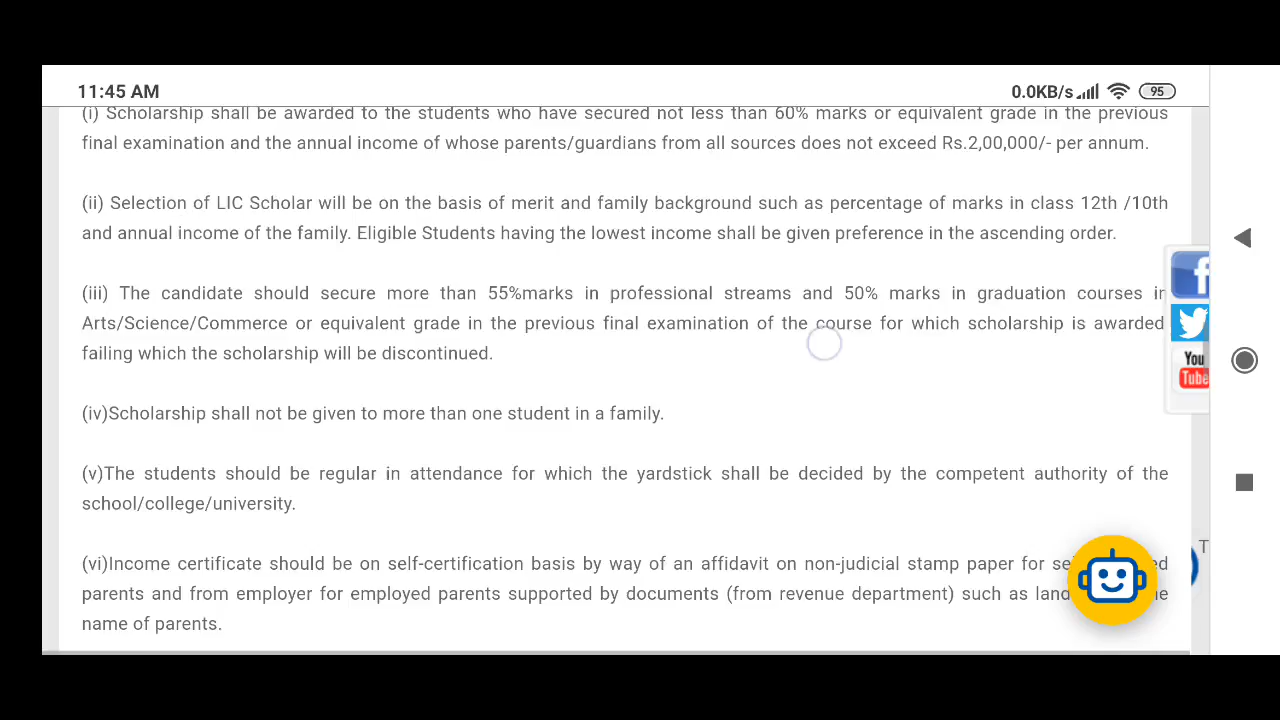 11:45 AM
0.0KB/s
95
(i) Scholarship shall be awarded to the students who have secured not less than 60% marks or equivalent grade in the previous
final examination and the annual income of whose parents/guardians from all sources does not exceed Rs.2,00,000/- per annum.
(ii) Selection of LIC Scholar will be on the basis of merit and family background such as percentage of marks in class 12th /10th
and annual income of the family. Eligible Students having the lowest income shall be given preference in the ascending order.
(iii) The candidate should secure more than 55%marks in professional streams and 50% marks in graduation courses in
Arts/Science/Commerce or equivalent grade in the previous final examination of the course for which scholarship is awarded
failing which the scholarship will be discontinued.
You
Tube
(iv)Scholarship shall not be given to more than one student in a family.
(v)The students should be regular in attendance for which the yardstick shall be decided by the competent authority of the
school/college/university.
(vi)Income certificate should be on self-certification basis by way of an affidavit on non-judicial stamp paper for
parents and from employer for employed parents supported by documents (from revenue department) such as
name of parents.